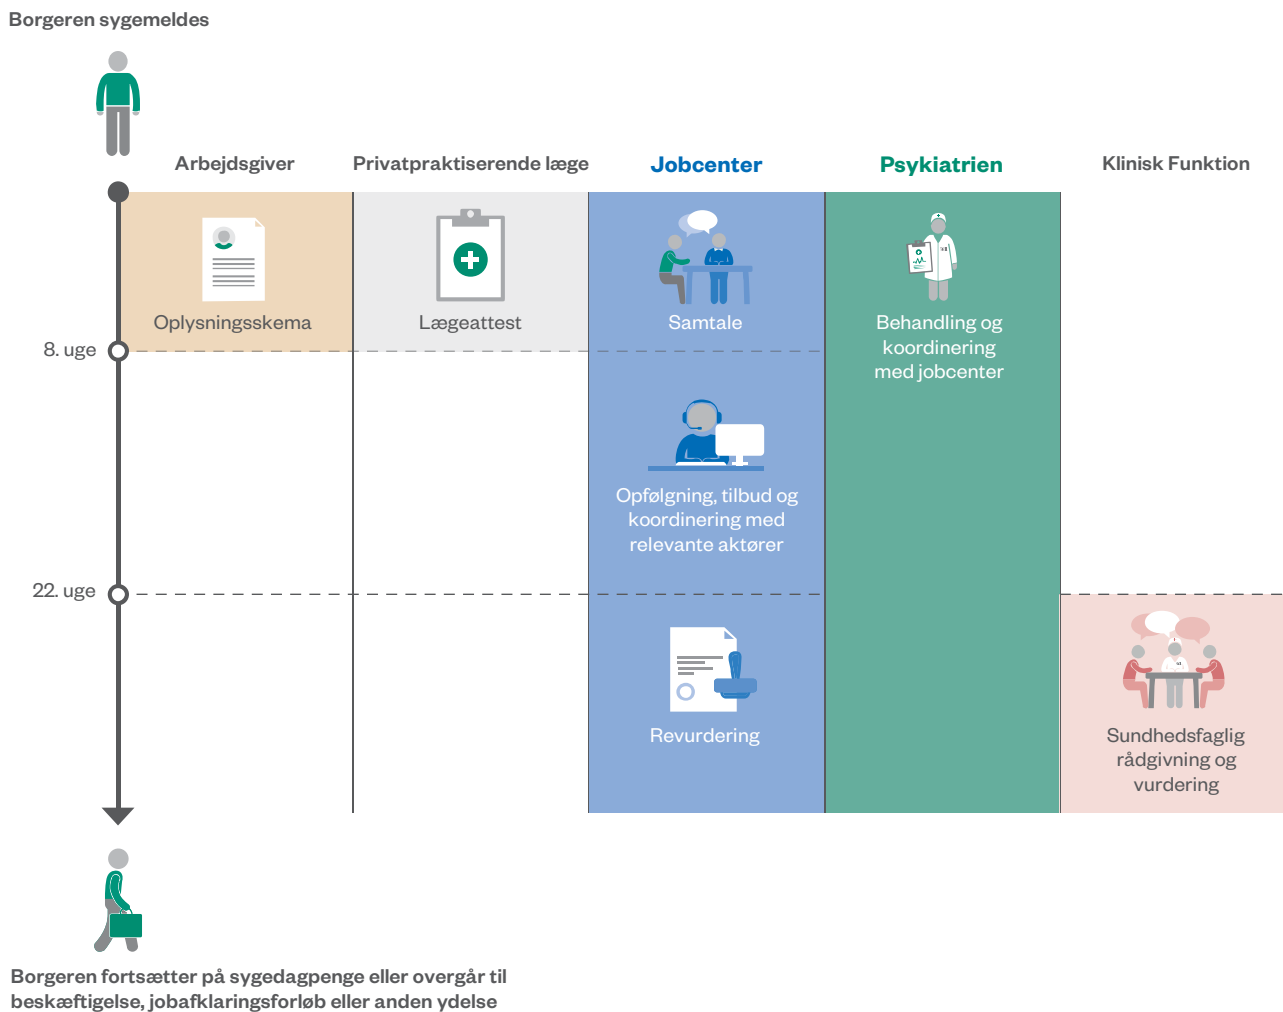 Borgeren sygemeldes
Arbejdsgiver
Privatpraktiserende læge
Jobcenter
Psykiatrien
Klinisk Funktion
Oplysningsskema
Lægeattest
Samtale
Behandling og
koordinering
med jobcenter
8. uge
Opfølgning, tilbud og
koordinering med
relevante aktører
22. uge
Revurdering
Sundhedsfaglig
rådgivning og
vurdering
Borgeren fortsætter på sygedagpenge eller overgår til
beskæftigelse, jobafklaringsforløb eller anden ydelse